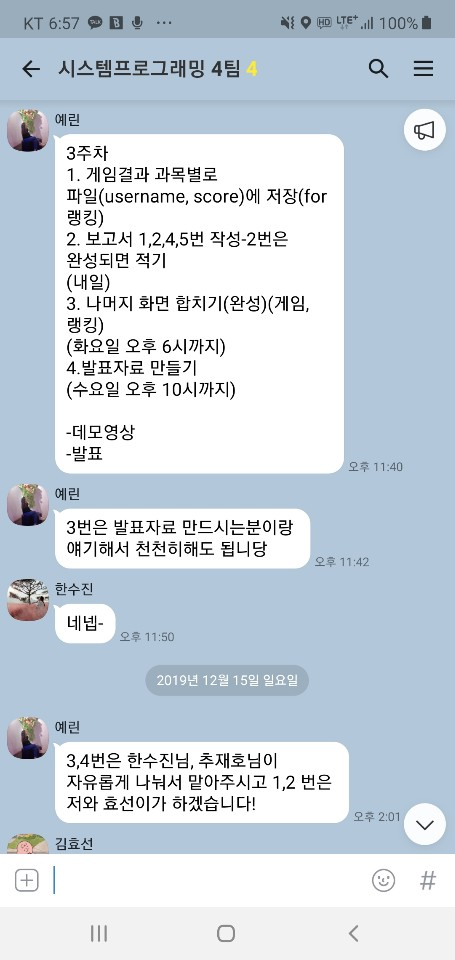 KT 6:57 100%
시스템프로그래밍 4팀 4
예린
3주차
1. 게임결과 과목별로
파일(username, score)에 저장(for
랭킹)
2. 보고서 1,2,4,5번 작성-2번은
완성되면 적기
(내일)
3. 나머지 화면 합치기(완성)(게임,
랭킹)
(화요일 오후 6시까지)
4.발표자료 만들기
(수요일 오후 10시까지)
-데모영상
-발표
오후 11:40
예린
3번은 발표자료 만드시는분이랑
얘기해서 천천히해도 됩니당
오후 11:42
한수진
네넵-
오후 11:50
2019년 12월 15일 일요일
예린
3,4번은 한수진님, 추재호님이
자유롭게 나눠서 맡아주시고 1,2 번은
저와 효선이가 하겠습니다!
오후 2:01
김효선
#